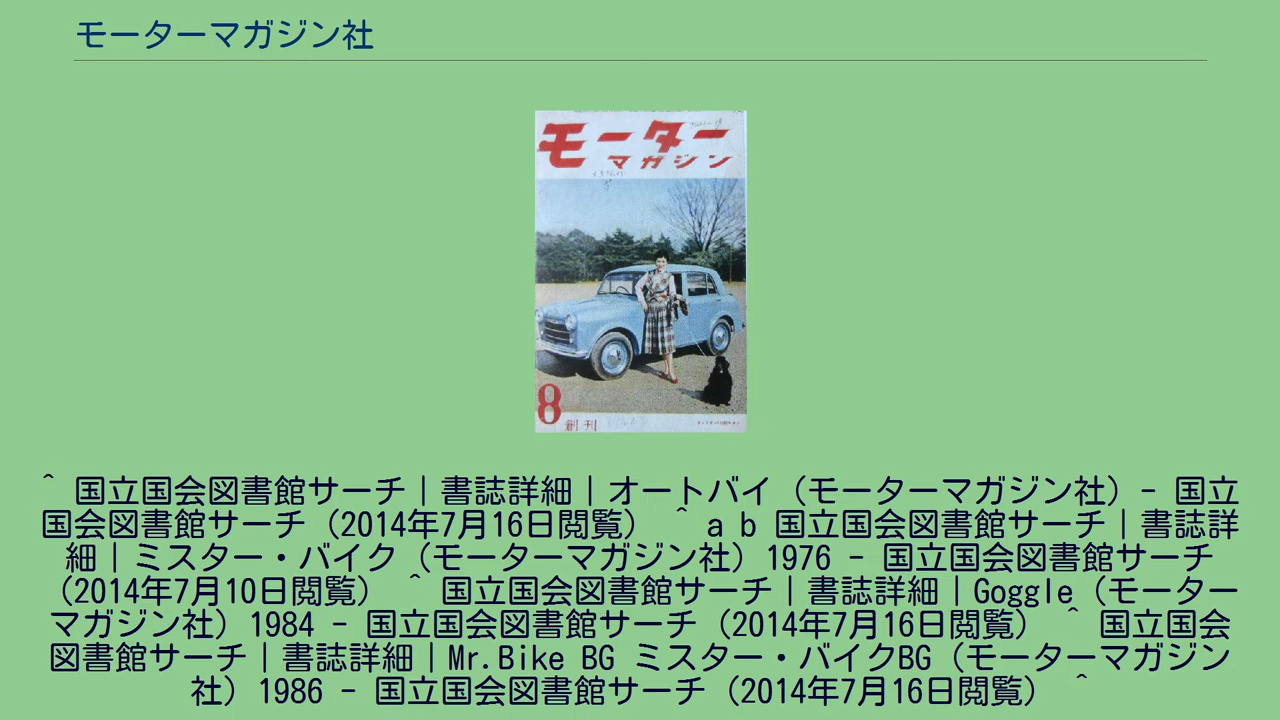 モーターマガジン社
モーター
マガジン
8
創刊
^ 国立国会図書館サーチ｜書誌詳細｜オートバイ（モーターマガジン社）- 国立
国会図書館サーチ（2014年7月16日閲覧） ^ a b 国立国会図書館サーチ｜書誌詳
細｜ミスター・バイク（モーターマガジン社）1976 - 国立国会図書館サーチ
（2014年7月10日閲覧） ^ 国立国会図書館サーチ｜書誌詳細｜Goggle（モーター
マガジン社）1984 - 国立国会図書館サーチ（2014年7月16日閲覧） ^ 国立国会
図書館サーチ｜書誌詳細｜Mr.Bike BG ミスター・バイクBG（モーターマガジン
社）1986 - 国立国会図書館サーチ（2014年7月16日閲覧） ^